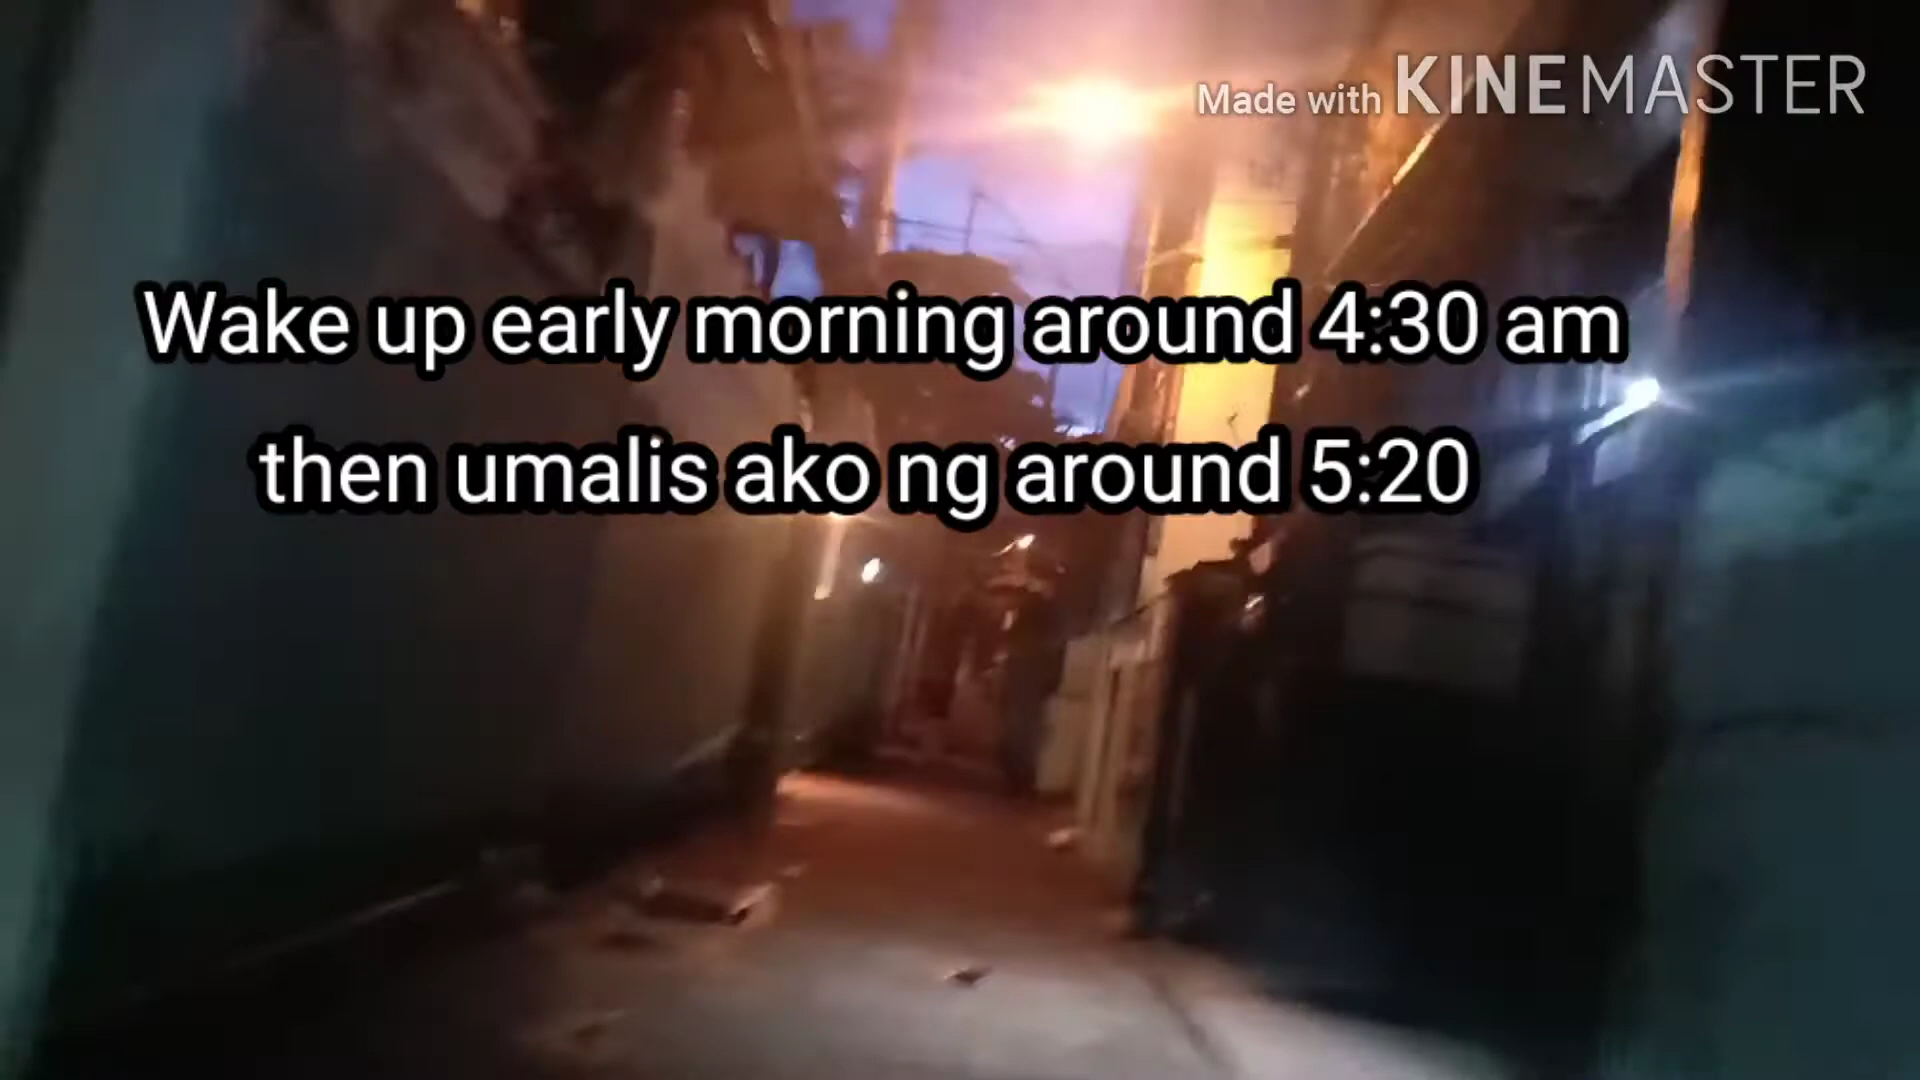 Made with KINEMASTER
Wake up early morning around 4:30 am
then umalis ako ng around 5:20